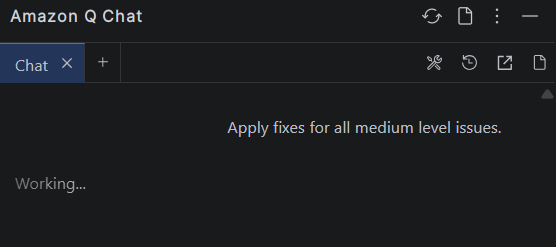 Amazon Q Chat
Chat
Apply fixes for all medium level issues.
Working...